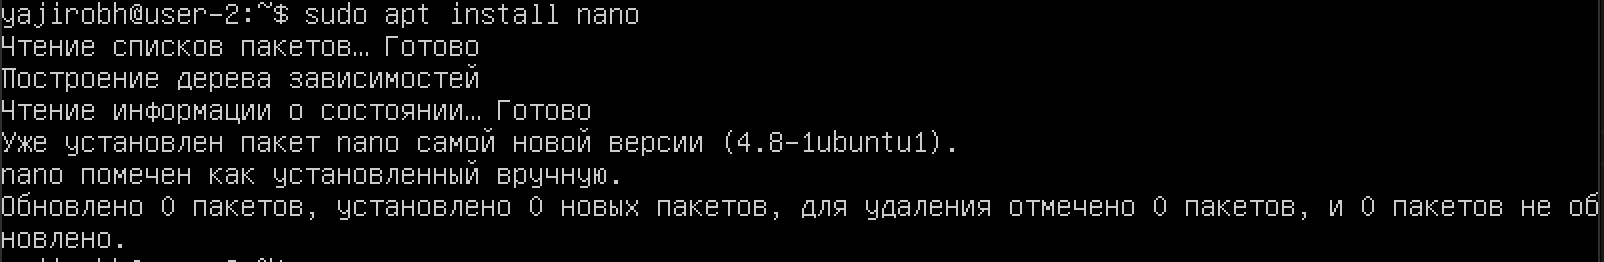 yajirobh@user-2:~$ sudo apt install nano
Чтение списков пакетов… Готово
Построение дерева зависимостей
Чтение информации о состоянии… Готово
Уже установлен пакет nano самой новой версии (4.8-1ubuntu1).
nano помечен как установленный вручную.
Обновлено 0 пакетов, установлено 0 новых пакетов, для удаления отмечено 0 пакетов, и 0 пакетов не об
новлено.